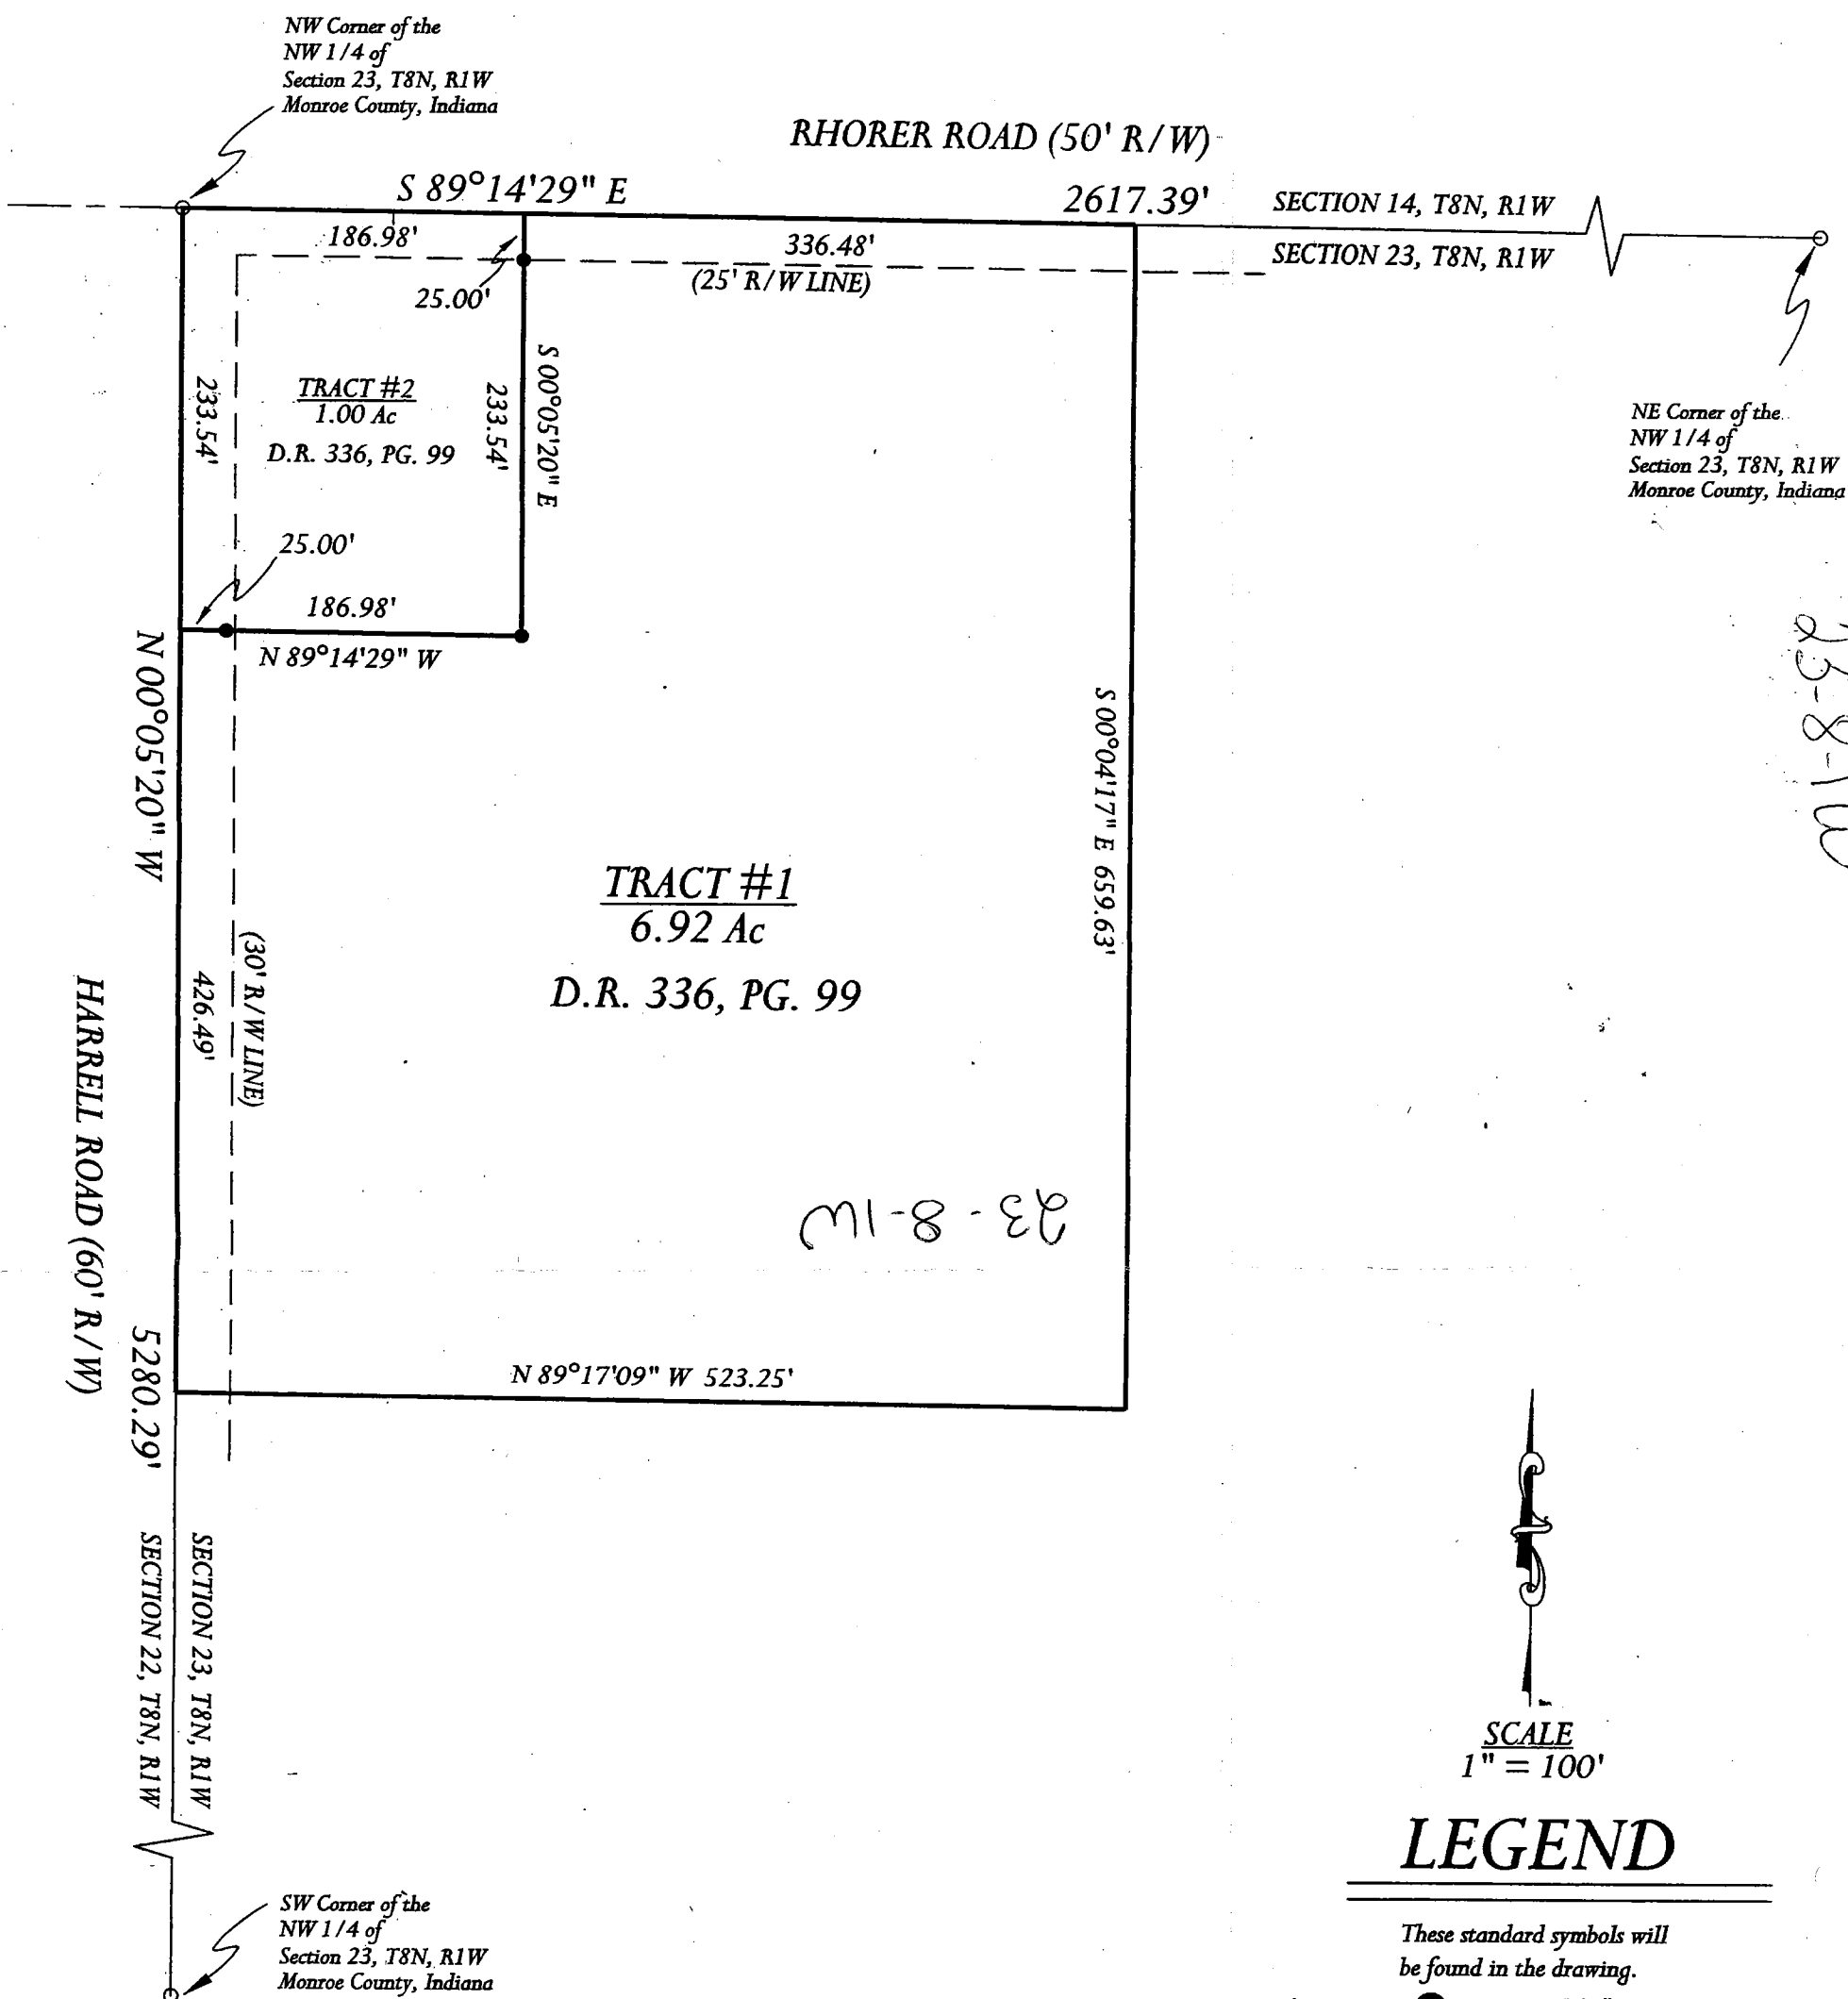 NW Corner of the
NW 1/4 of
Section 23, T8N, R1W
Monroe County, Indiana
RHORER ROAD (50' R/W)
S 89°14'29" E
2617.39'
SECTION 14, T8N, R1W
SECTION 23, T8N, R1W
186.98'
336.48'
(25' R/W LINE)
25.00'
NE Corner of the
NW 1/4 of
Section 23, T8N, R1W
Monroe County, Indiana
233.54'
TRACT #2
1.00 Ac
D.R. 336, PG. 99
233.54'
S 00°05'20" E
25.00'
186.98'
N 89°14'29" W
23-8-1W
N 00°05'20" W
S 00°04'17" E 659.63'
TRACT #1
6.92 Ac
D.R. 336, PG. 99
(30' R/W LINE)
426.49'
HARRELL ROAD (60' R/W)
23-8-1W
5280.29'
N 89°17'09" W 523.25'
SECTION 23, T8N, R1W
SECTION 22, T8N, R1W
SCALE
1" = 100'
LEGEND
These standard symbols will
be found in the drawing.
SW Corner of the
NW 1/4 of
Section 23, T8N, R1W
Monroe County, Indiana